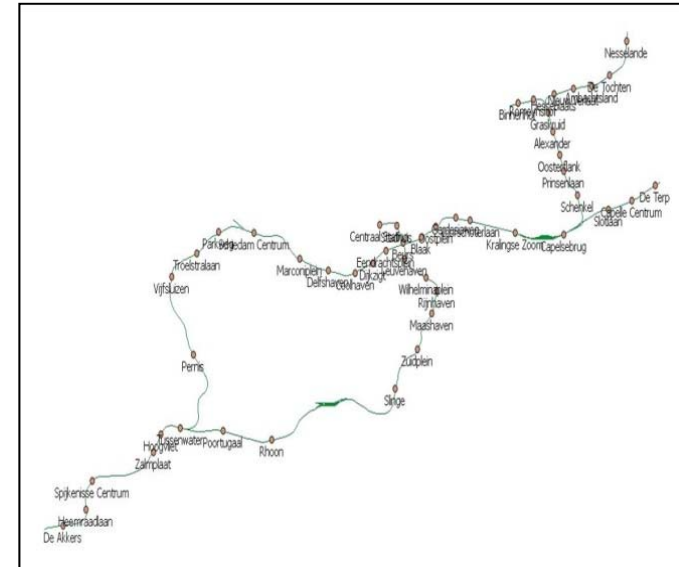 Nesselande
De Tochten
Ambachtsland
Binnenhof
Graskruid
Alexander
Oosterflank
Prinsenlaan
Schenkel
De Terp
Capelle Centrum
Slotlaan
Capelsebrug
Kralingse Zoom
Oostplein
Blaak
Centraal
Eendrachtsplein
Leuvehaven
Dijkzigt
Coolhaven
Delfshaven
Marconiplein
Schiedam Centrum
Parkweg
Troelstralaan
Vijfsluizen
Wilhelminaplein
Rijnhaven
Maashaven
Zuidplein
Slinge
Pernis
Tussenwater
Hoogvliet
Zalmplaat
Poortugaal
Rhoon
Spijkenisse Centrum
Heemraadlaan
De Akkers